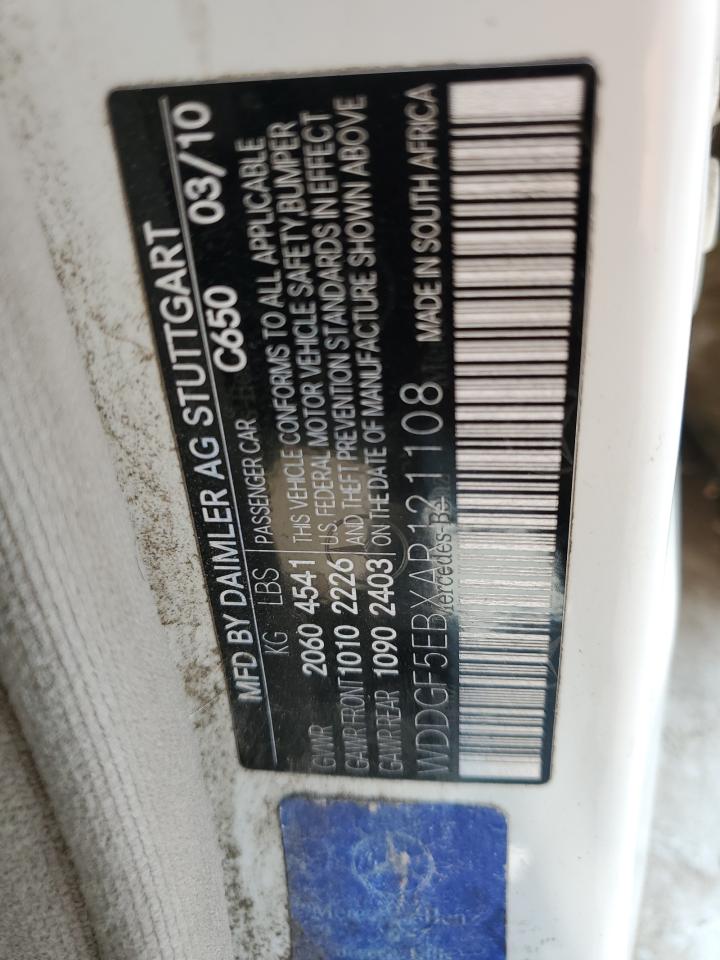 MFD BY DAIMLER AG STUTTGART
C650 03/10
KG LBS PASSENGER CAR
GVWR 2060 4541 THIS VEHICLE CONFORMS TO ALL APPLICABLE
GAWR FRONT 1010 2226 U.S. FEDERAL MOTOR VEHICLE SAFETY,BUMPER
GAWR REAR 1090 2403 AND THEFT PREVENTION STANDARDS IN EFFECT
ON THE DATE OF MANUFACTURE SHOWN ABOVE
WDDGF5EBXAR121108 MADE IN SOUTH AFRICA